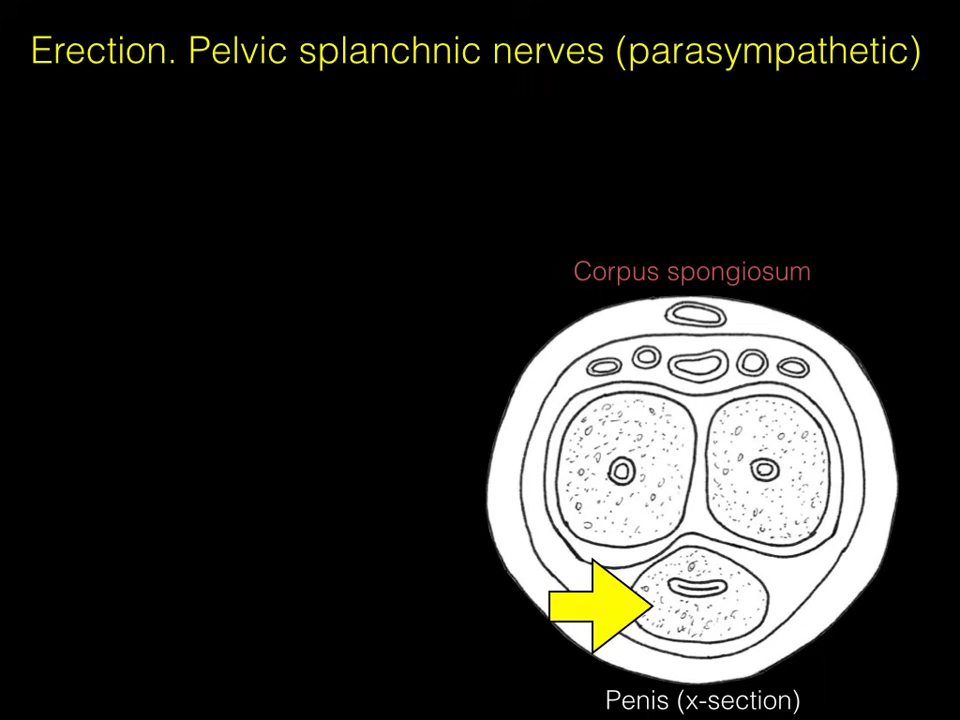 Erection. Pelvic splanchnic nerves (parasympathetic)
Corpus spongiosum
Penis (x-section)